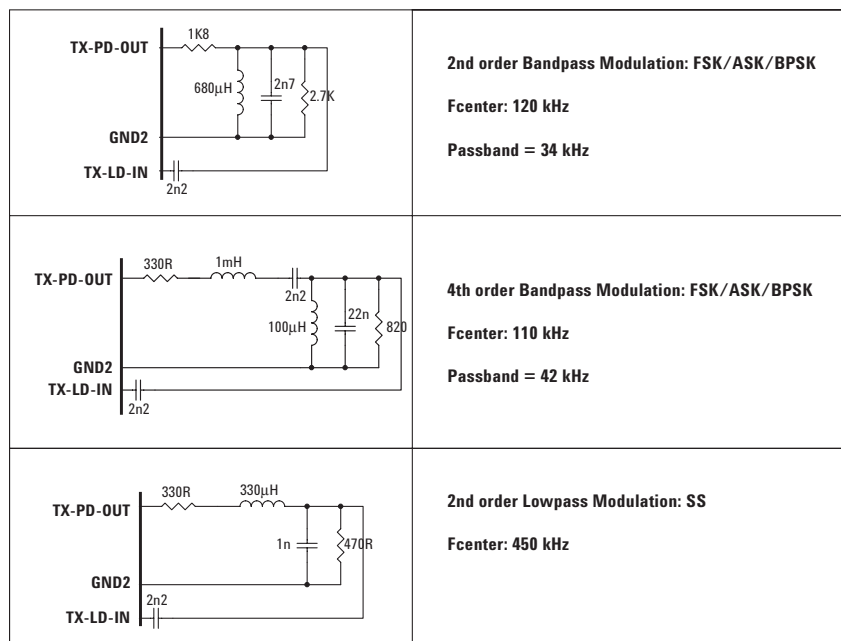 1K8
TX-PD-OUT
680µH
2n7
2.7K
GND2
TX-LD-IN
2n2
2nd order Bandpass Modulation: FSK/ASK/BPSK
Fcenter: 120 kHz
Passband = 34 kHz
330R
1mH
TX-PD-OUT
2n2
100µH
22n
820
GND2
TX-LD-IN
2n2
4th order Bandpass Modulation: FSK/ASK/BPSK
Fcenter: 110 kHz
Passband = 42 kHz
330R
330µH
TX-PD-OUT
1n
470R
GND2
2n2
TX-LD-IN
2nd order Lowpass Modulation: SS
Fcenter: 450 kHz